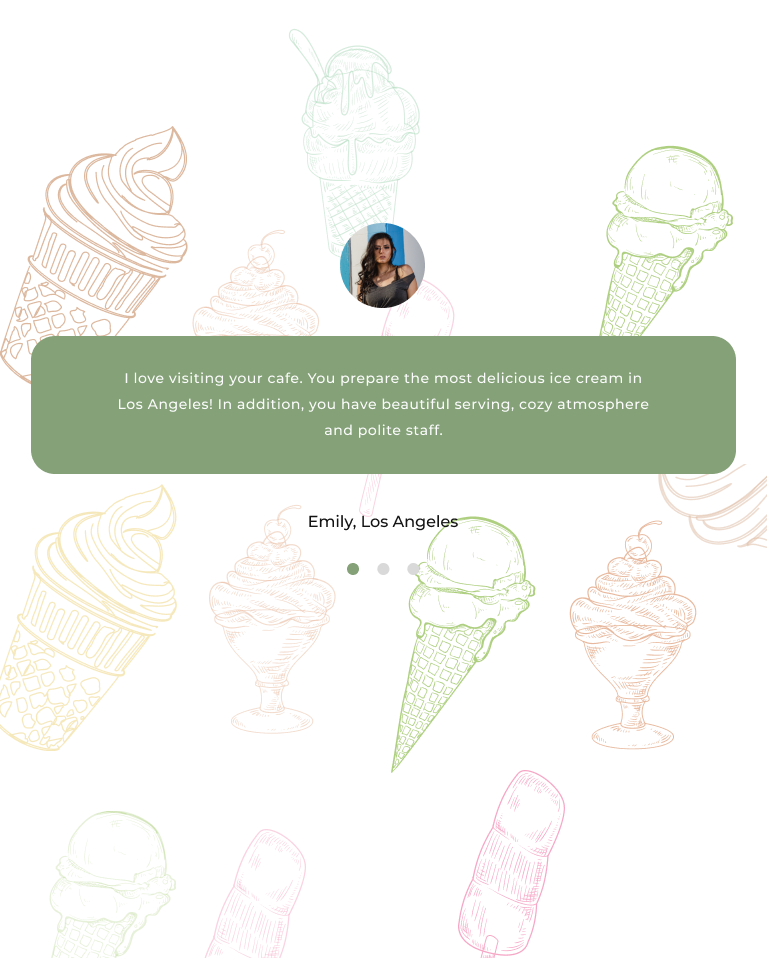 I love visiting your cafe. You prepare the most delicious ice cream in
Los Angeles! In addition, you have beautiful serving, cozy atmosphere
and polite staff.
Emily, Los Angeles